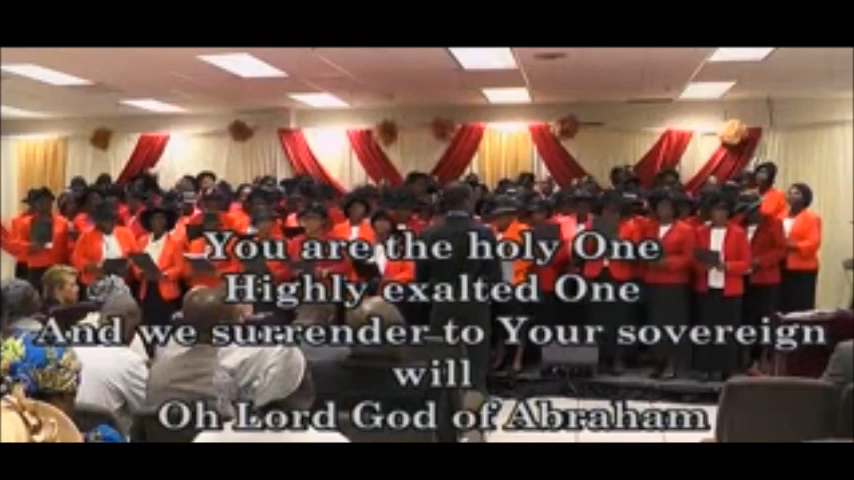 You are the holy One
Highly exalted One
And we surrender to Your sovereign
will
Oh Lord God of Abraham